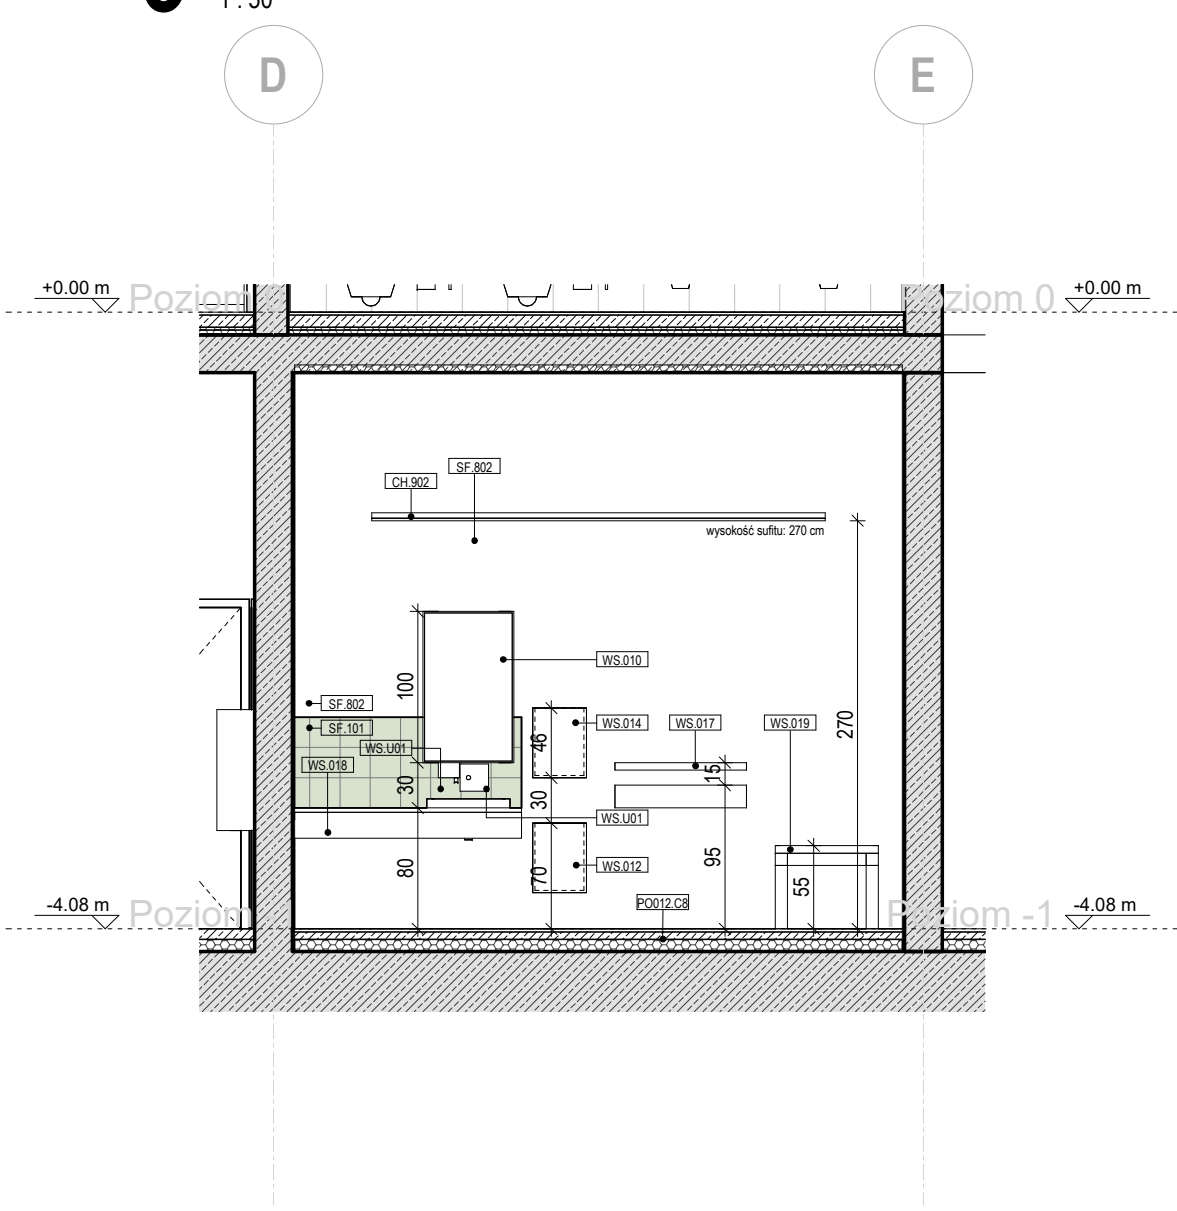 1 : 50
D
E
+0.00 m
Poziom
ziom 0
+0.00 m
SF.802
CH.902
wysokość sufitu: 270 cm
WS.010
100
SF.802
SF.101
46
WS.014
WS.017
WS.019
270
WS.U01
WS.018
30
30
15
WS.U01
80
70
WS.012
95
55
PO012.C8
-4.08 m
Poziom
Poziom -1
-4.08 m